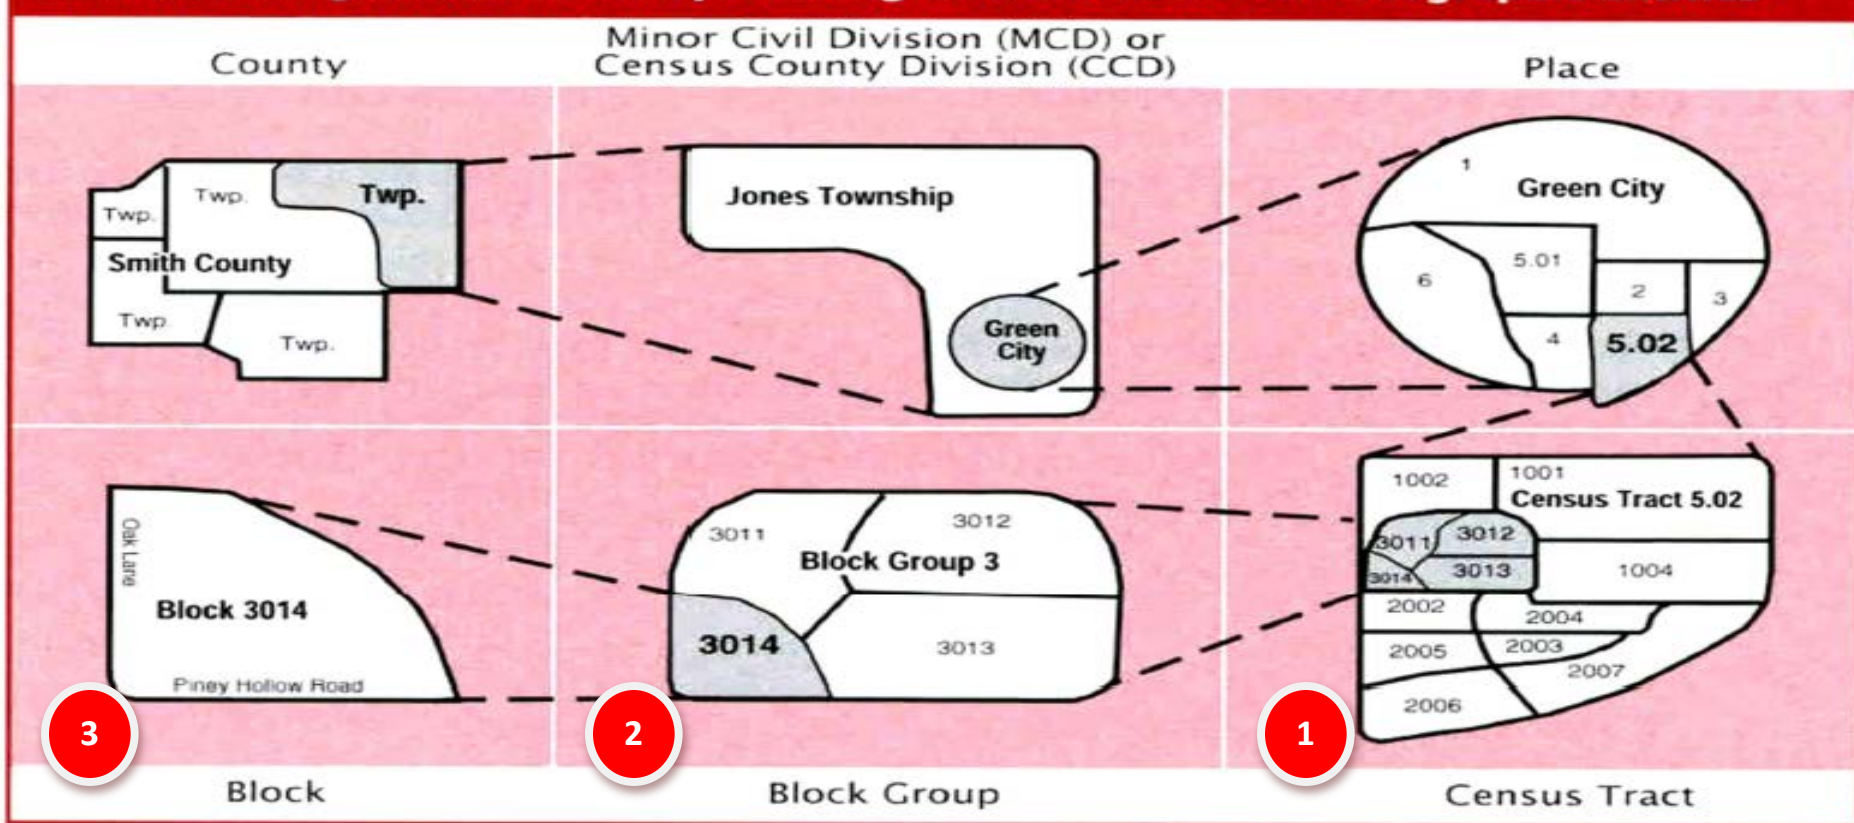 County
Minor Civil Division (MCD) or
Census County Division (CCD)
Place
Twp.
Twp.
Twp.
Smith County
Twp
Twp.
Jones Township
Green
City
1
Green City
5.01
6
2
3
4
5.02
Oak Lane
Block 3014
Piney Hollow Road
3
3011
3012
Block Group 3
3014
3013
2
1002
1001
Census Tract 5.02
3011
3012
3014
3013
1004
2002
2004
2005
2003
2007
2006
1
Block
Block Group
Census Tract